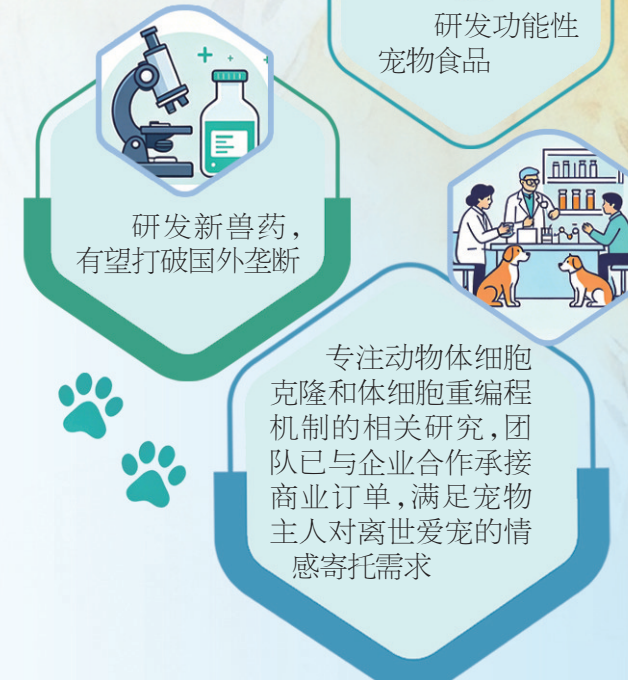 研发功能性
宠物食品
研发新兽药，
有望打破国外垄断
专注动物体细胞
克隆和体细胞重编程
机制的相关研究，团
队已与企业合作承接
商业订单，满足宠物
主人对离世爱宠的情
感寄托需求